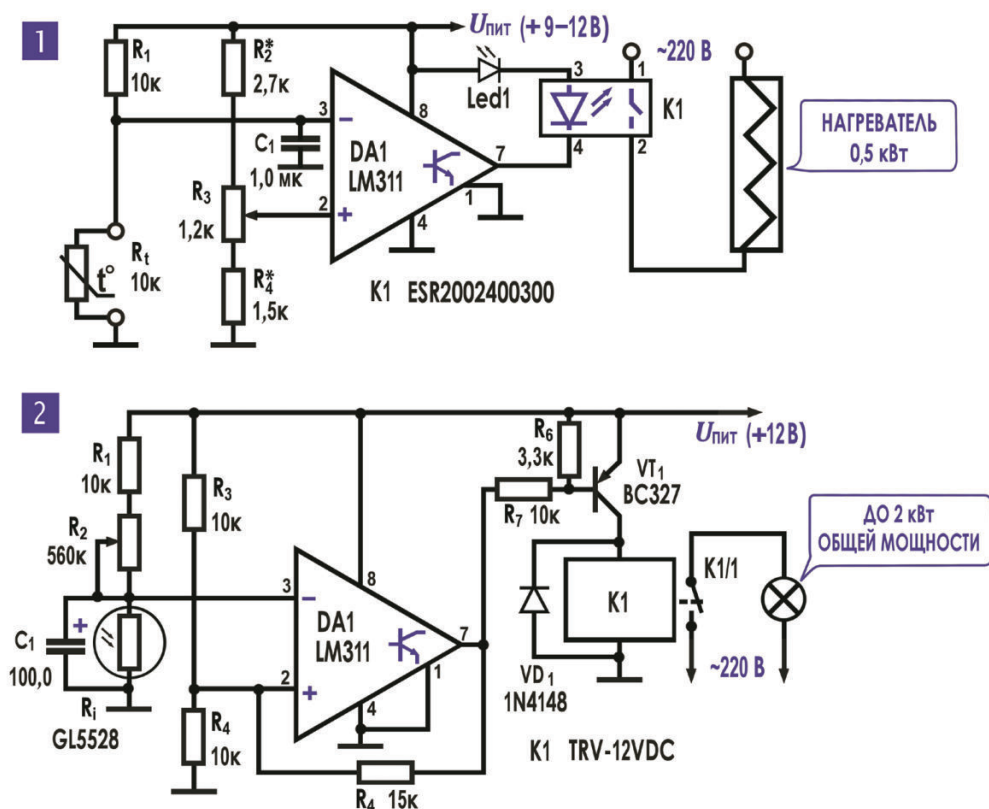 1
Uпит (+9–12В)
R1
10к
R2*
2,7к
Led1
3
1
~220 В
K1
4
2
НАГРЕВАТЕЛЬ
0,5 кВт
3
−
8
C1
1,0 мк
DA1
LM311
7
1
R3
1,2к
2
+
4
Rt
10к
t°
R4*
1,5к
K1 ESR2002400300
2
Uпит (+12В)
R1
10к
R2
560к
R3
10к
R6
3,3к
VT1
BC327
R7 10к
ДО 2 кВт
ОБЩЕЙ МОЩНОСТИ
K1/1
K1
3
−
8
DA1
LM311
7
1
+
C1
100,0
2
+
4
~220 В
VD1
1N4148
Ri
GL5528
R4
10к
R4 15к
K1 TRV-12VDC